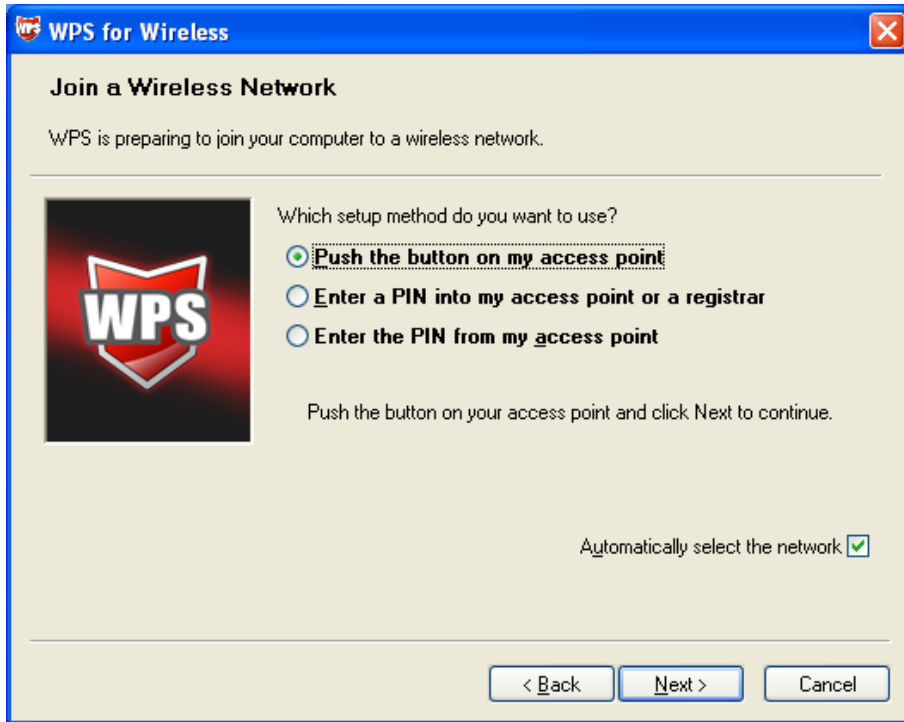 WPS for Wireless
Join a Wireless Network
WPS is preparing to join your computer to a wireless network.
WPS
Which setup method do you want to use?
Push the button on my access point
Enter a PIN into my access point or a registrar
Enter the PIN from my access point
Push the button on your access point and click Next to continue.
Automatically select the network
< Back Next > Cancel